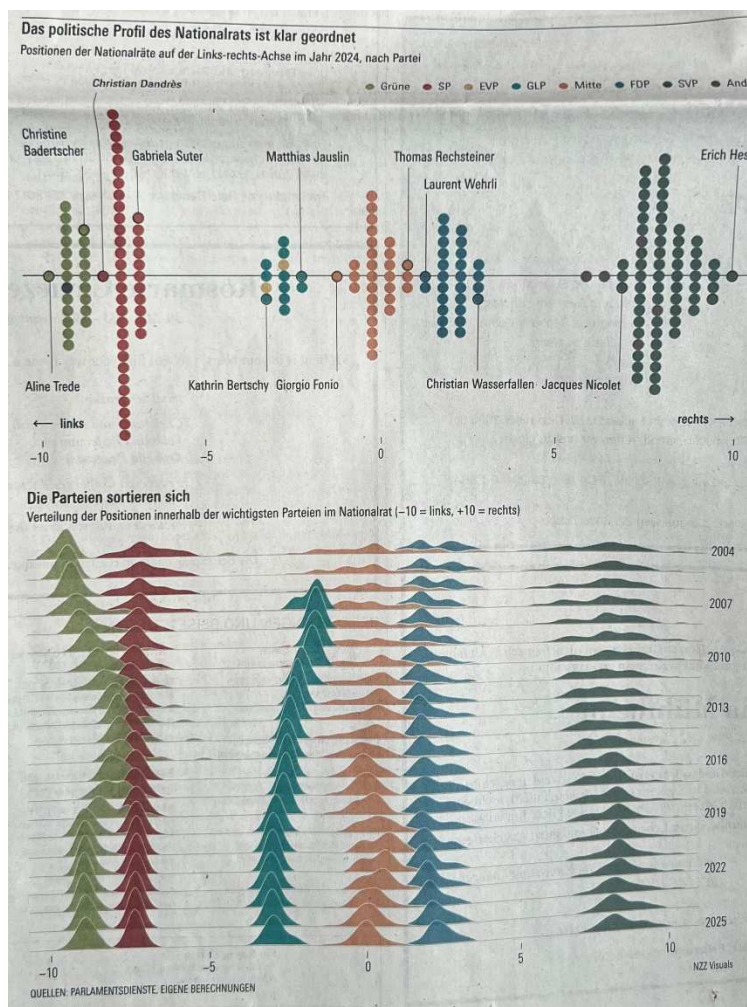 Das politische Profil des Nationalrats ist klar geordnet
Positionen der Nationalräte auf der Links-rechts-Achse im Jahr 2024, nach Partei
Christian Dandrès
Grüne SP EVP GLP Mitte FDP SVP And
Christine
Badertscher
Gabriela Suter
Matthias Jauslin
Thomas Rechsteiner
Erich Hes
Laurent Wehrli
Aline Trede
Kathrin Bertschy
Giorgio Fonio
Christian Wasserfallen
Jacques Nicolet
← links
rechts →
−10 −5 0 5 10
Die Parteien sortieren sich
Verteilung der Positionen innerhalb der wichtigsten Parteien im Nationalrat (−10 = links, +10 = rechts)
2004
2007
2010
2013
2016
2019
2022
2025
−10 −5 0 5 10
NZZ Visuals
QUELLEN: PARLAMENTSDIENSTE, EIGENE BERECHNUNGEN